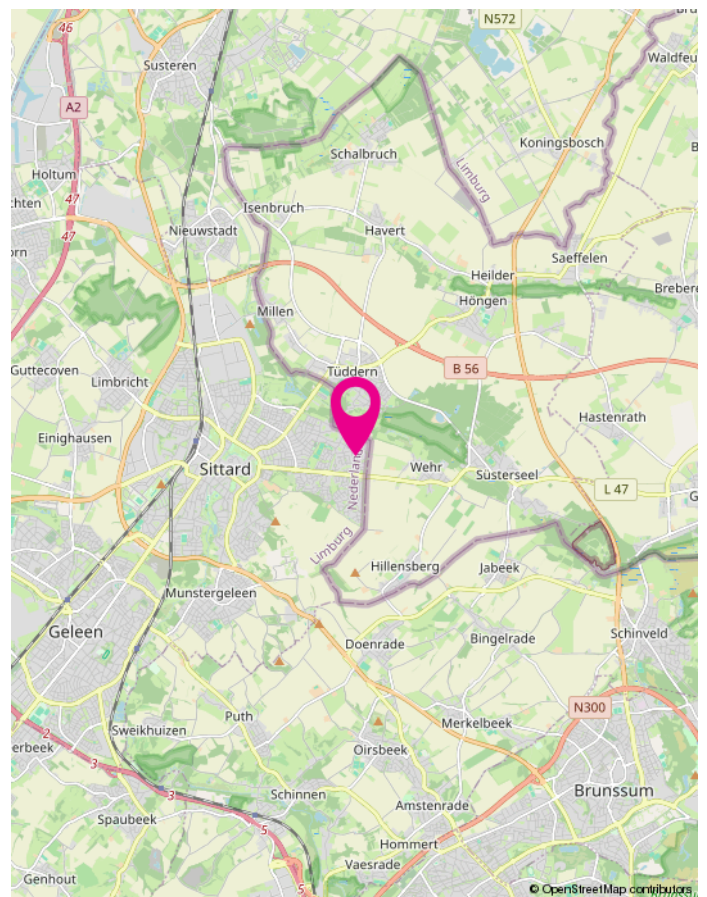 46
N572
Bru
Susteren
Waldfeu
A2
Koningsbosch
B
Schalbruch
Holtum
Limburg
47
chten
Isenbruch
Nieuwstadt
Havert
47
orn
Saeffelen
Heilder
Breber
Höngen
Millen
Guttecoven
Tüddern
B 56
Limbricht
Hastenrath
Einighausen
Nederlan
Wehr
Sittard
Süsterseel
L 47
G
Limburg
Hillensberg
Jabeek
Munstergeleen
Geleen
Schinveld
Doenrade
Bingelrade
N300
Puth
Merkelbeek
2
Sweikhuizen
erbeek
Oirsbeek
3
3
Schinnen
Brunssum
Amstenrade
Spaubeek
5
Hommert
Vaesrade
Genhout
5
© OpenStreetMap contributors